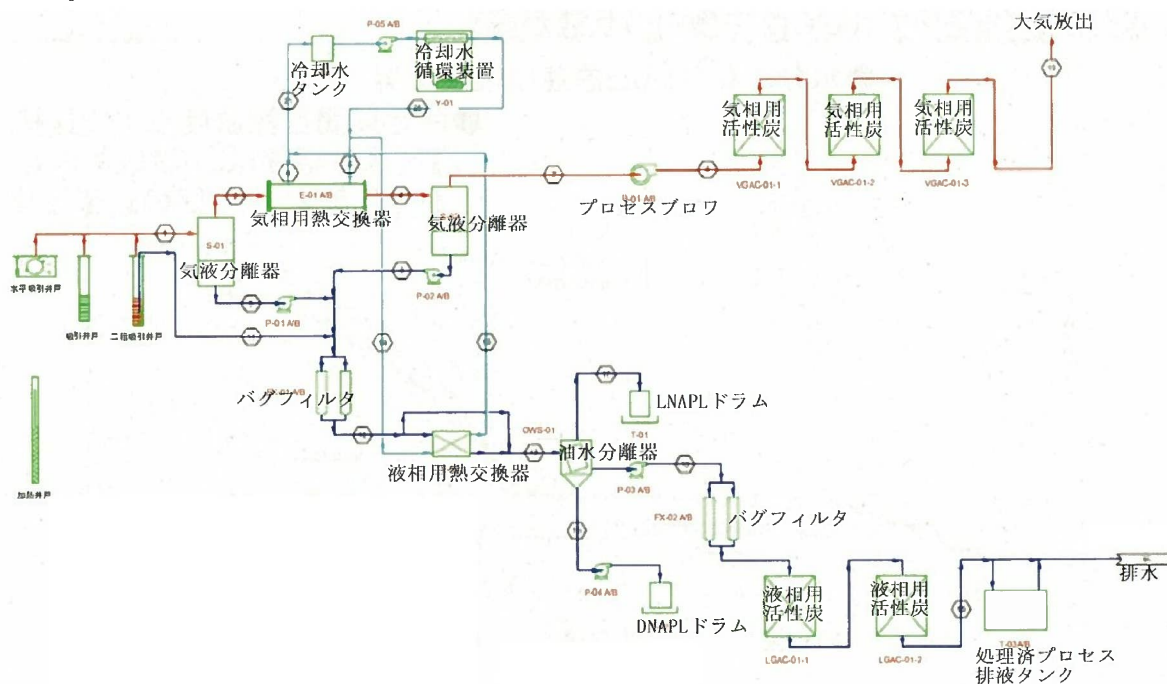 大気放出
P-05 A/B
冷却水
タンク
冷却水
循環装置
Y-01
気相用
活性炭
気相用
活性炭
気相用
活性炭
VGAC-01-1
VGAC-01-2
VGAC-01-3
E-01 A/B
気相用熱交換器
プロセスブロワ
S-01
気液分離器
気液分離器
水平吸引井戸
吸引井戸
二相吸引井戸
P-01 A/B
P-02 A/B
バグフィルタ
加熱井戸
液相用熱交換器
OWS-01
油水分離器
T-01
LNAPLドラム
P-03 A/B
FX-02 A/B
バグフィルタ
P-04 A/B
DNAPLドラム
液相用
活性炭
LGAC-01-1
液相用
活性炭
LGAC-01-2
T-03A/B
処理済プロセス
排液タンク
排水